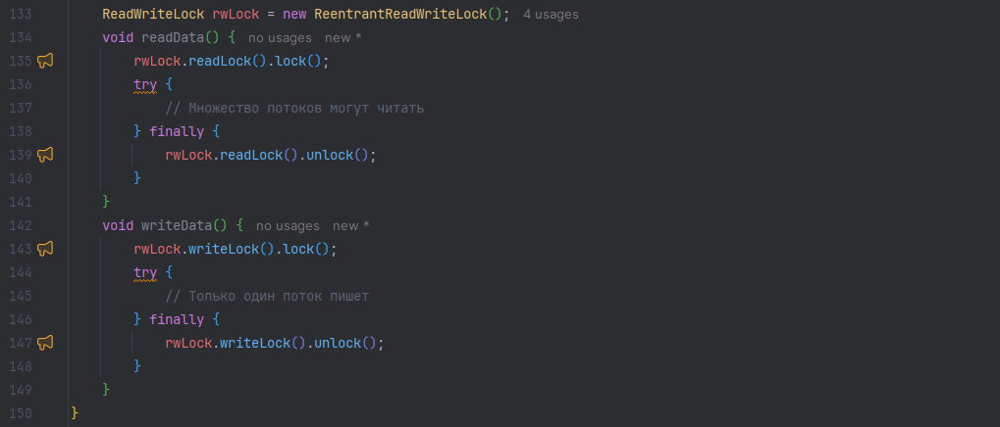 133 ReadWriteLock rwLock = new ReentrantReadWriteLock(); 4 usages
134 void readData() { no usages new *
135 rwLock.readLock().lock();
136 try {
137 // Множество потоков могут читать
138 } finally {
139 rwLock.readLock().unlock();
140 }
141 }
142 void writeData() { no usages new *
143 rwLock.writeLock().lock();
144 try {
145 // Только один поток пишет
146 } finally {
147 rwLock.writeLock().unlock();
148 }
149 }
150 }